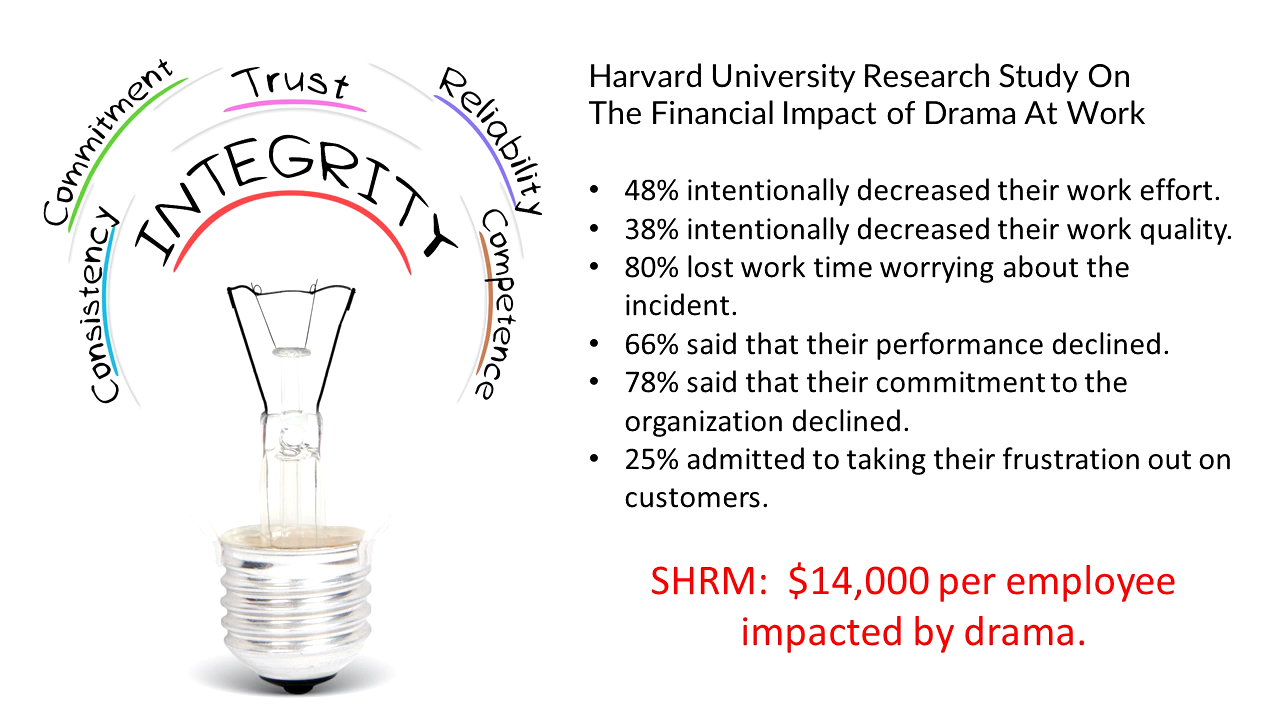 Commitment
Trust
Reliability
INTEGRITY
Consistency
Competence
Harvard University Research Study On
The Financial Impact of Drama At Work
• 48% intentionally decreased their work effort.
• 38% intentionally decreased their work quality.
• 80% lost work time worrying about the
incident.
• 66% said that their performance declined.
• 78% said that their commitment to the
organization declined.
• 25% admitted to taking their frustration out on
customers.
SHRM:  $14,000 per employee
impacted by drama.